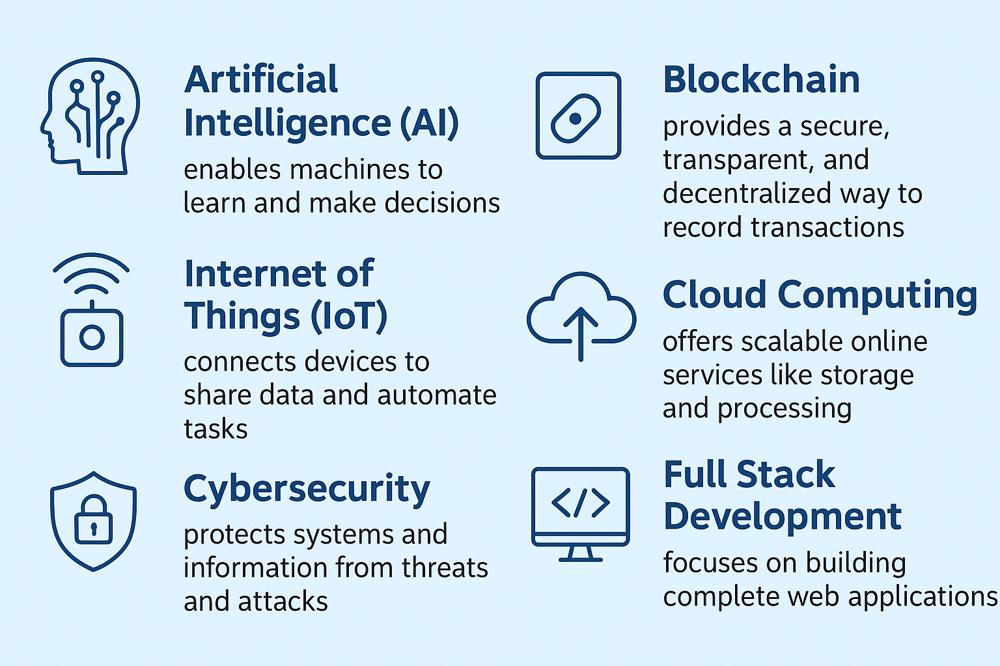 Artificial
Intelligence (AI)
enables machines to
learn and make decisions
Internet of
Things (IoT)
connects devices to
share data and automate
tasks
Cybersecurity
protects systems and
information from threats
and attacks
Blockchain
provides a secure,
transparent, and
decentralized way to
record transactions
Cloud Computing
offers scalable online
services like storage
and processing
Full Stack
Development
focuses on building
complete web applications